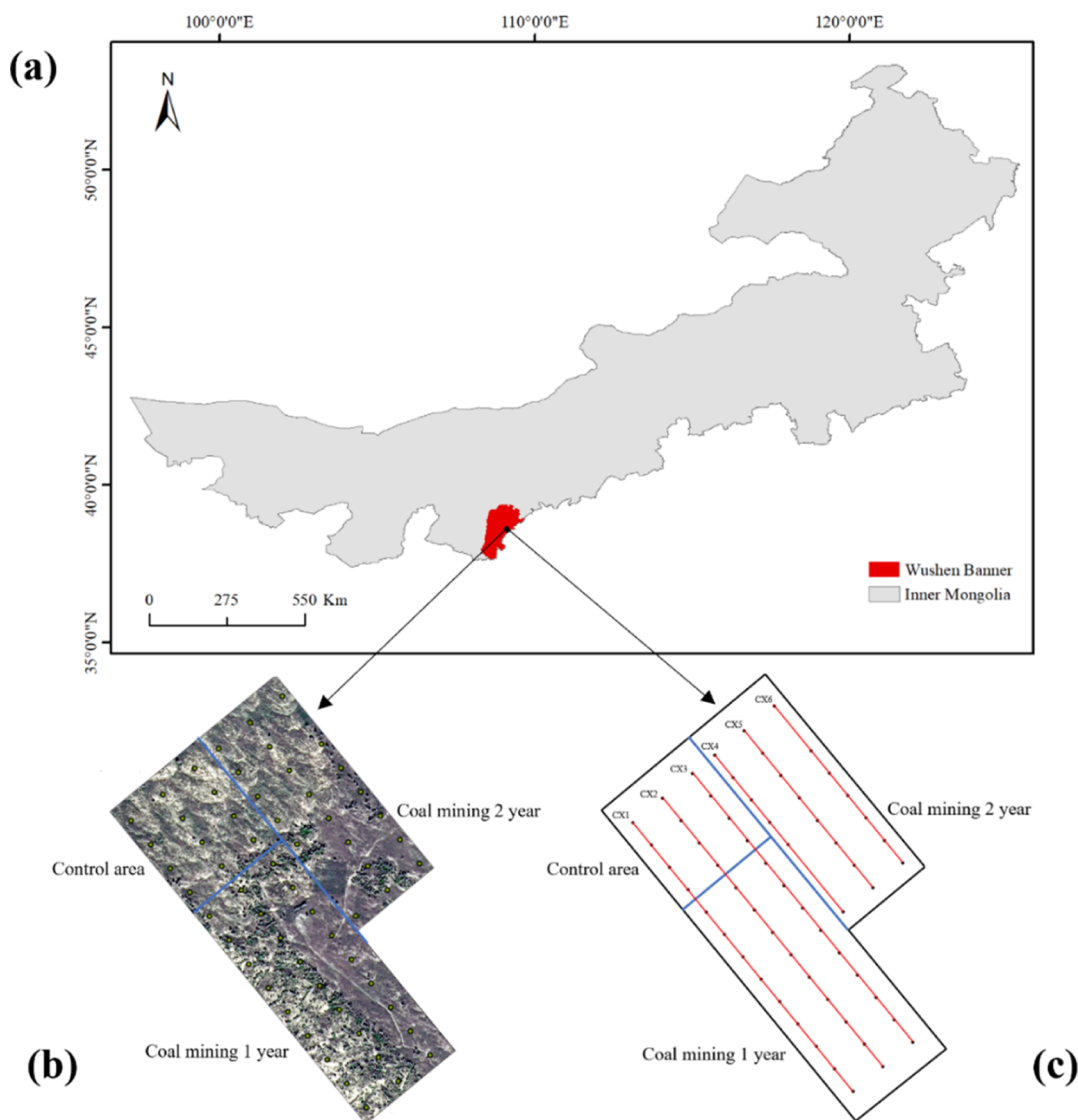 100°0'0"E 110°0'0"E 120°0'0"E
(a)
N
50°0'0"N
45°0'0"N
40°0'0"N
35°0'0"N
Wushen Banner
Inner Mongolia
0 275 550 Km
Coal mining 2 year
Control area
Coal mining 1 year
(b)
CX6
CX5
CX4
CX3
CX2
CX1
Coal mining 2 year
Control area
Coal mining 1 year
(c)